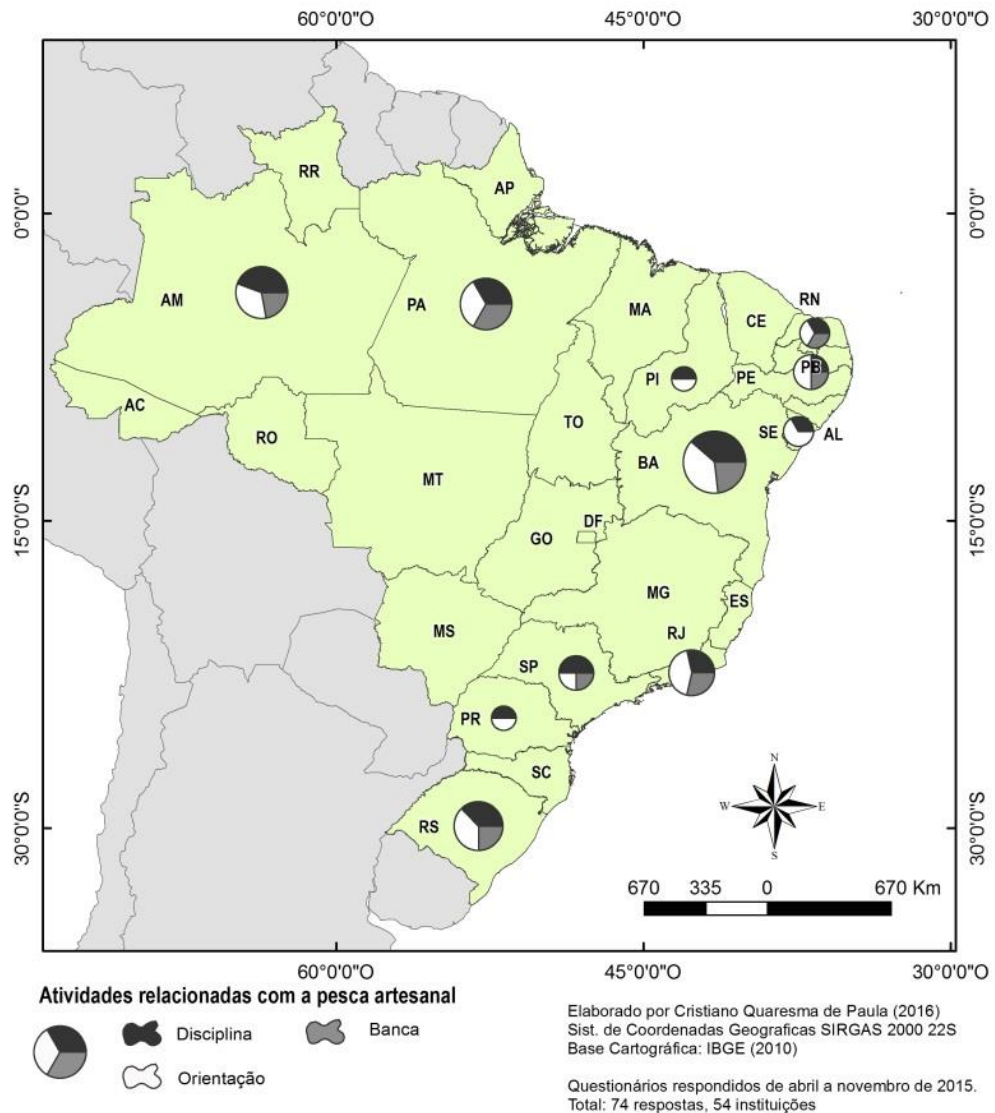 60°0'0"O 45°0'0"O 30°0'0"O
0°0'0"
0°0'0"
15°0'0"S
15°0'0"S
30°0'0"S
30°0'0"S
RR
AP
AM
PA
MA
CE
RN
PB
PI
PE
AC
TO
SE
AL
RO
BA
MT
DF
GO
MG
ES
MS
RJ
SP
PR
SC
RS
N
W E
S
670 335 0 670 Km
60°0'0"O 45°0'0"O 30°0'0"O
Atividades relacionadas com a pesca artesanal
Disciplina
Banca
Orientação
Elaborado por Cristiano Quaresma de Paula (2016)
Sist. de Coordenadas Geograficas SIRGAS 2000 22S
Base Cartográfica: IBGE (2010)
Questionários respondidos de abril a novembro de 2015.
Total: 74 respostas, 54 instituições